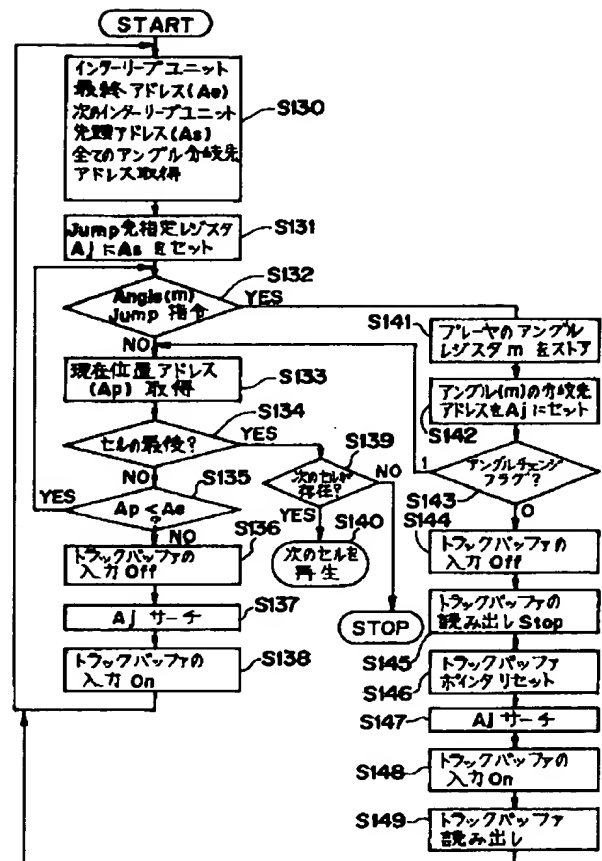 START
インターリーブユニット
最終アドレス(Ae)
次のインターリーブユニット
先頭アドレス(As)
全てのアングル分岐先
アドレス取得
S130
Jump先指定レジスタ
AjにAsをセット
S131
Angle(m)
Jump 指令
S132
YES
NO
現在位置アドレス
(Ap) 取得
S133
セルの最後?
S134
YES
NO
Ap < Ae
?
S135
YES
NO
トラックバッファの
入力 Off
S136
Aj サーチ
S137
トラックバッファの
入力 On
S138
次のセルが
存在?
S139
NO
YES
次のセルを
再生
S140
STOP
S141
プレーヤのアングル
レジスタ m をストア
アングル(m)の分岐先
アドレスをAjにセット
S142
アングルチェンジ
フラグ?
1
0
S143
S144
トラックバッファの
入力 Off
トラックバッファの
読み出し Stop
S145
トラックバッファ
ポインタリセット
S146
S147
Aj サーチ
トラックバッファの
入力 On
S148
トラックバッファ
読み出し
S149